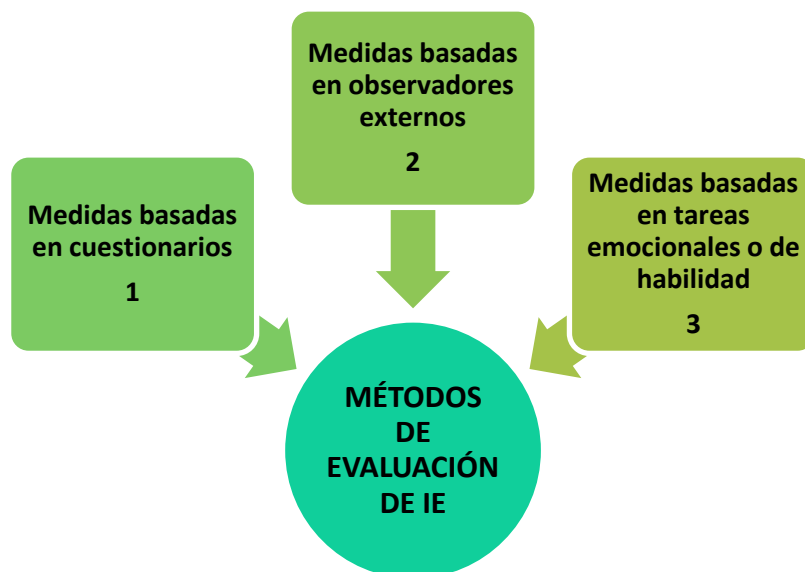 Medidas basadas
en cuestionarios
1
Medidas basadas
en observadores
externos
2
Medidas basadas
en tareas
emocionales o de
habilidad
3
MÉTODOS
DE
EVALUACIÓN
DE IE